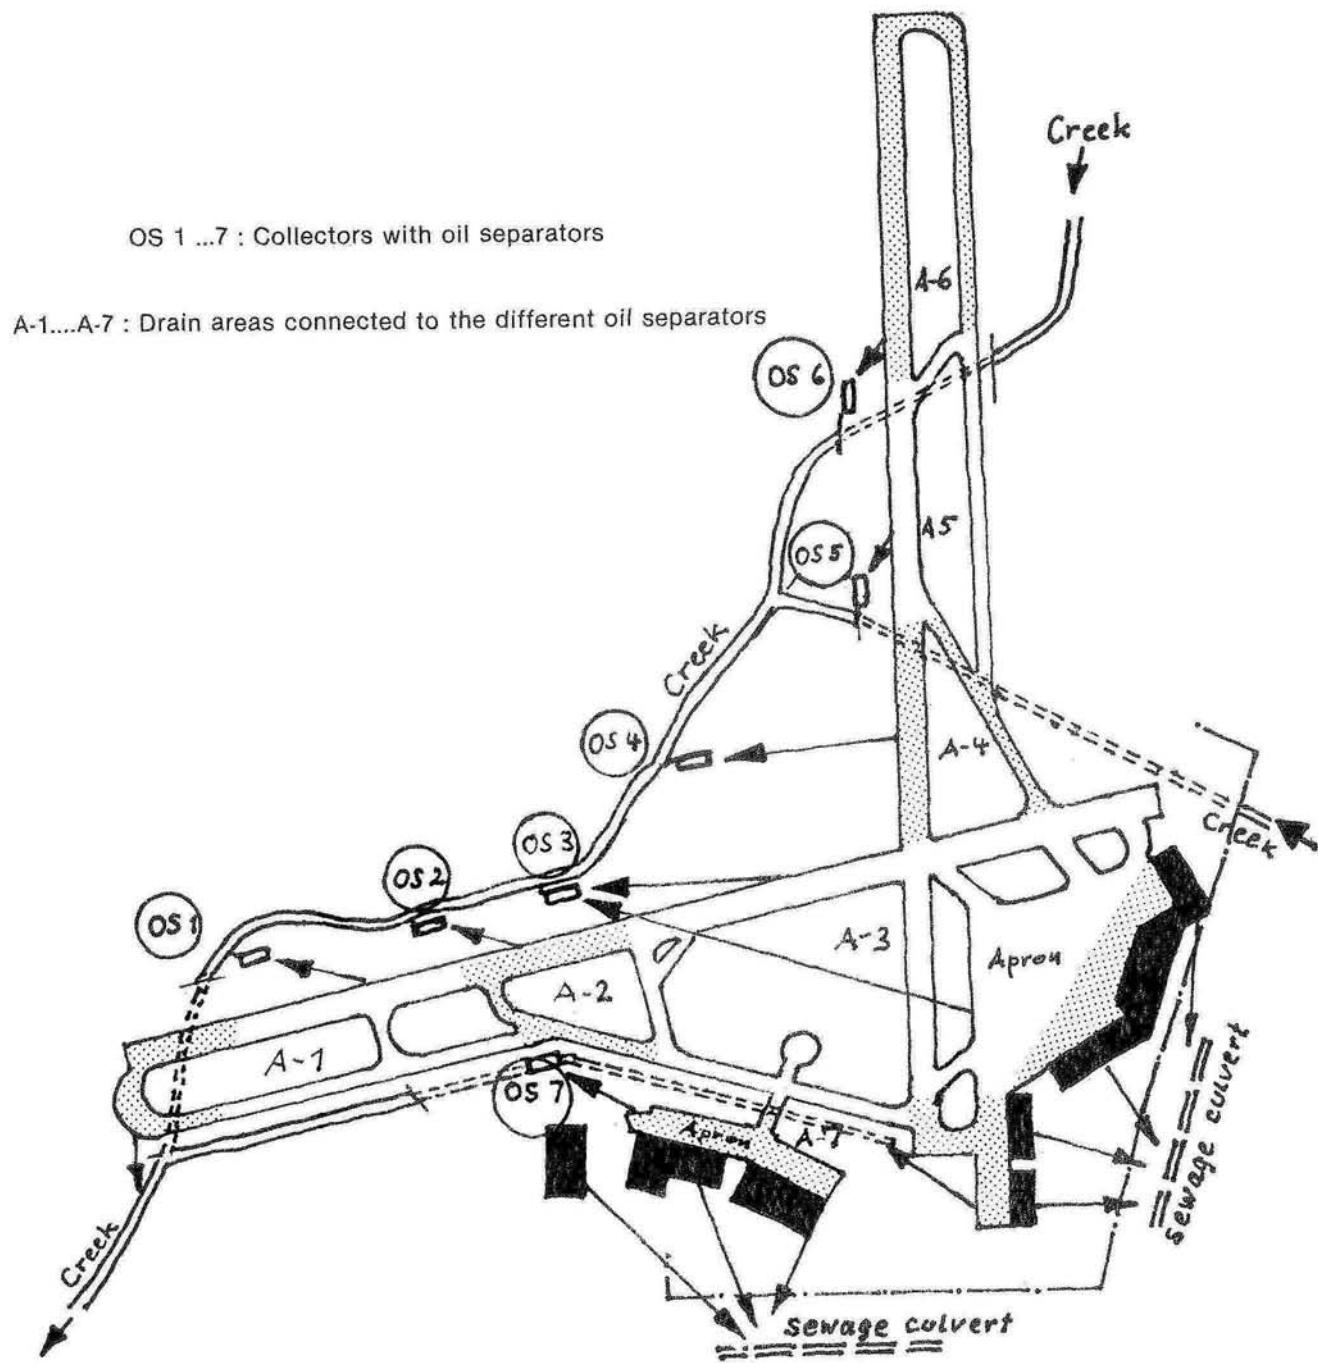 Creek
OS 1 ...7 : Collectors with oil separators
A-6
A-1....A-7 : Drain areas connected to the different oil separators
OS 6
A5
OS 5
Creek
OS 4
A-4
Creek
OS 3
OS 2
OS 1
A-3
Apron
A-2
A-1
OS 7
Apron
A-7
sewage culvert
Creek
sewage culvert